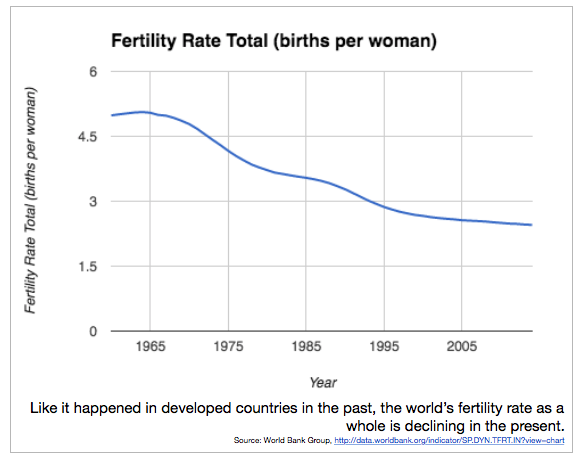 Fertility Rate Total (births per woman)
Fertility Rate Total (births per woman)
6
4.5
3
1.5
0
1965 1975 1985 1995 2005
Year
Like it happened in developed countries in the past, the world's fertility rate as a
whole is declining in the present.
Source: World Bank Group, http://data.worldbank.org/indicator/SP.DYN.TFRT.IN?view=chart